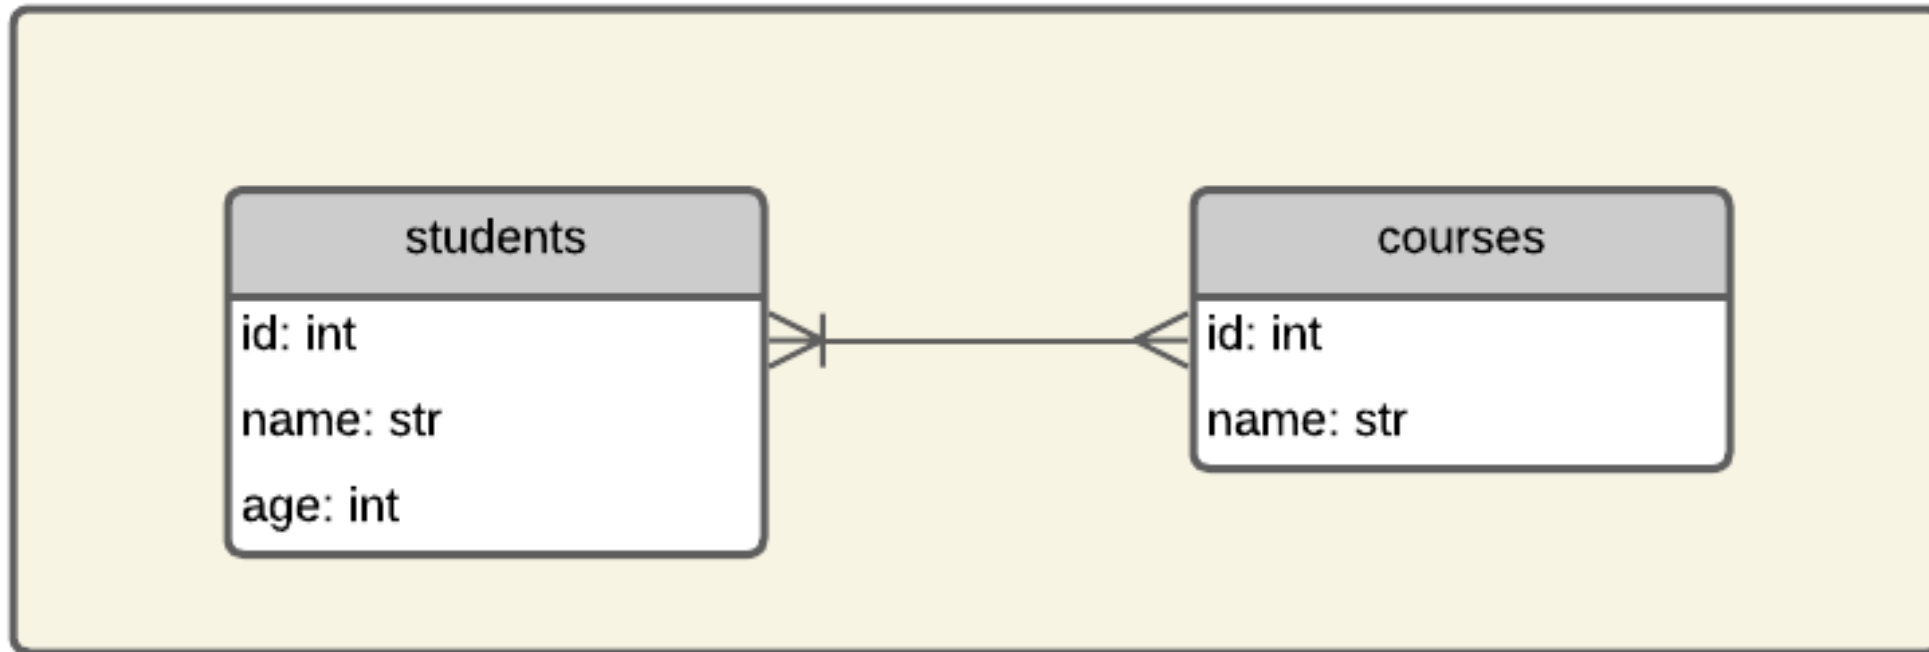 students
id: int
name: str
age: int
courses
id: int
name: str